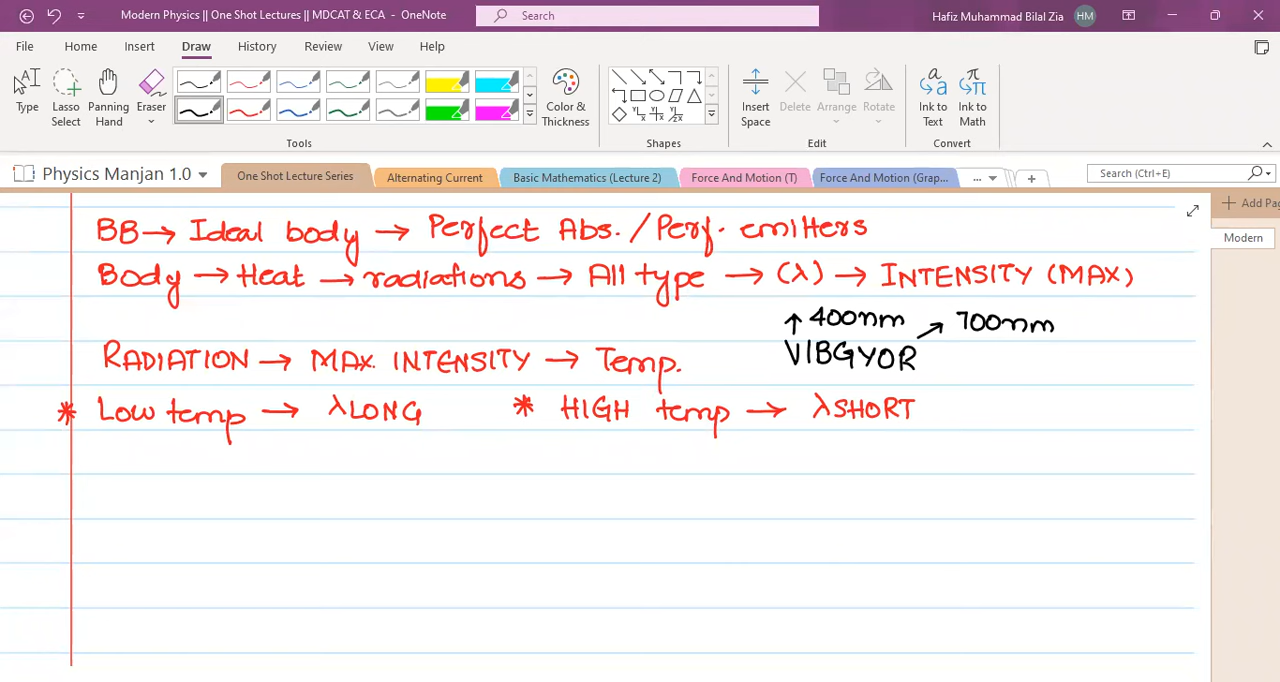 Modern Physics || One Shot Lectures || MDCAT & ECA - OneNote
Search
Hafiz Muhammad Bilal Zia HM
File Home Insert Draw History Review View Help
Type Lasso Select Panning Hand Eraser Color & Thickness Insert Space Delete Arrange Rotate Ink to Text Ink to Math
Tools Shapes Edit Convert
Physics Manjan 1.0 One Shot Lecture Series Alternating Current Basic Mathematics (Lecture 2) Force And Motion (T) Force And Motion (Grap... ... Search (Ctrl+E)
Add Pag
Modern
BB → Ideal body → Perfect Abs. / Perf. emitters
Body → Heat → radiations → All type → (λ) → INTENSITY (MAX)
↑ 400nm → 700nm
VIBGYOR
RADIATION → MAX. INTENSITY → Temp.
* Low temp → λLONG * HIGH temp → λSHORT